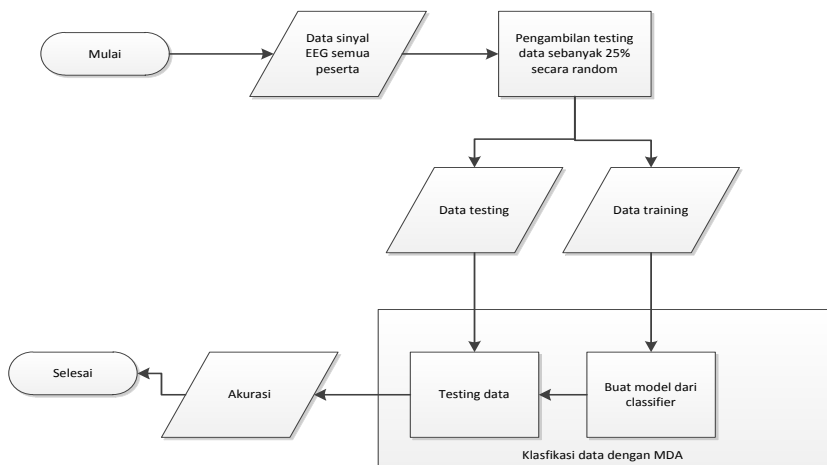 Mulai
Data sinyal
EEG semua
peserta
Pengambilan testing
data sebanyak 25%
secara random
Data testing
Data training
Selesai
Akurasi
Testing data
Buat model dari
classifier
Klasfikasi data dengan MDA